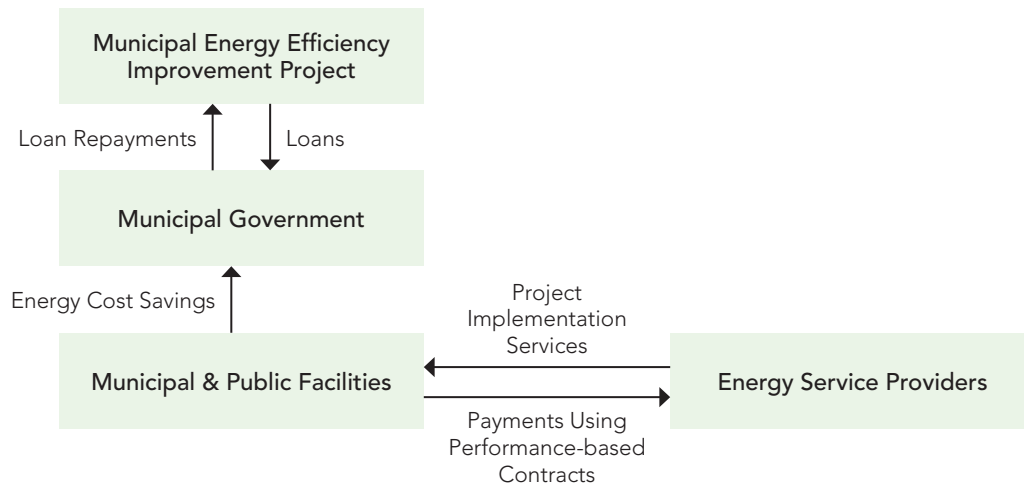 Municipal Energy Efficiency
Improvement Project
Loan Repayments
Loans
Municipal Government
Energy Cost Savings
Project
Implementation
Services
Municipal & Public Facilities
Energy Service Providers
Payments Using
Performance-based
Contracts